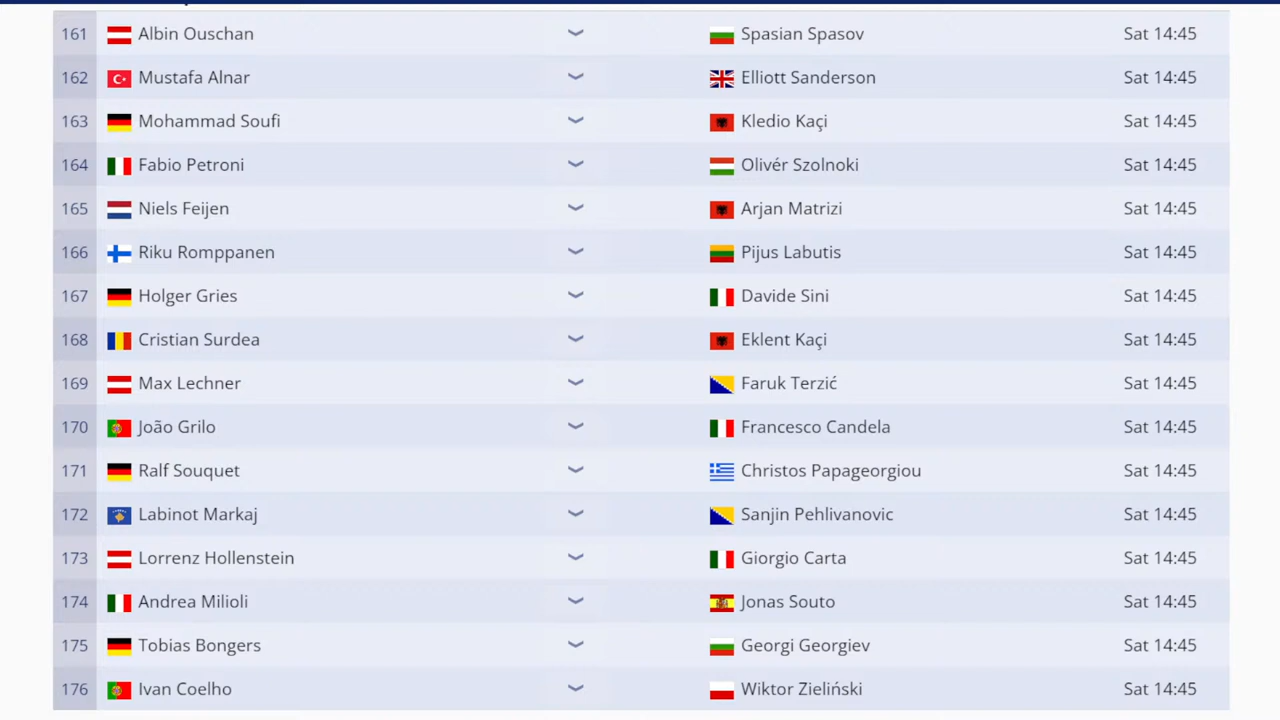 161 Albin Ouschan Spasian Spasov Sat 14:45
162 Mustafa Alnar Elliott Sanderson Sat 14:45
163 Mohammad Soufi Kledio Kaçi Sat 14:45
164 Fabio Petroni Olivér Szolnoki Sat 14:45
165 Niels Feijen Arjan Matrizi Sat 14:45
166 Riku Romppanen Pijus Labutis Sat 14:45
167 Holger Gries Davide Sini Sat 14:45
168 Cristian Surdea Eklent Kaçi Sat 14:45
169 Max Lechner Faruk Terzić Sat 14:45
170 João Grilo Francesco Candela Sat 14:45
171 Ralf Souquet Christos Papageorgiou Sat 14:45
172 Labinot Markaj Sanjin Pehlivanovic Sat 14:45
173 Lorrenz Hollenstein Giorgio Carta Sat 14:45
174 Andrea Milioli Jonas Souto Sat 14:45
175 Tobias Bongers Georgi Georgiev Sat 14:45
176 Ivan Coelho Wiktor Zieliński Sat 14:45